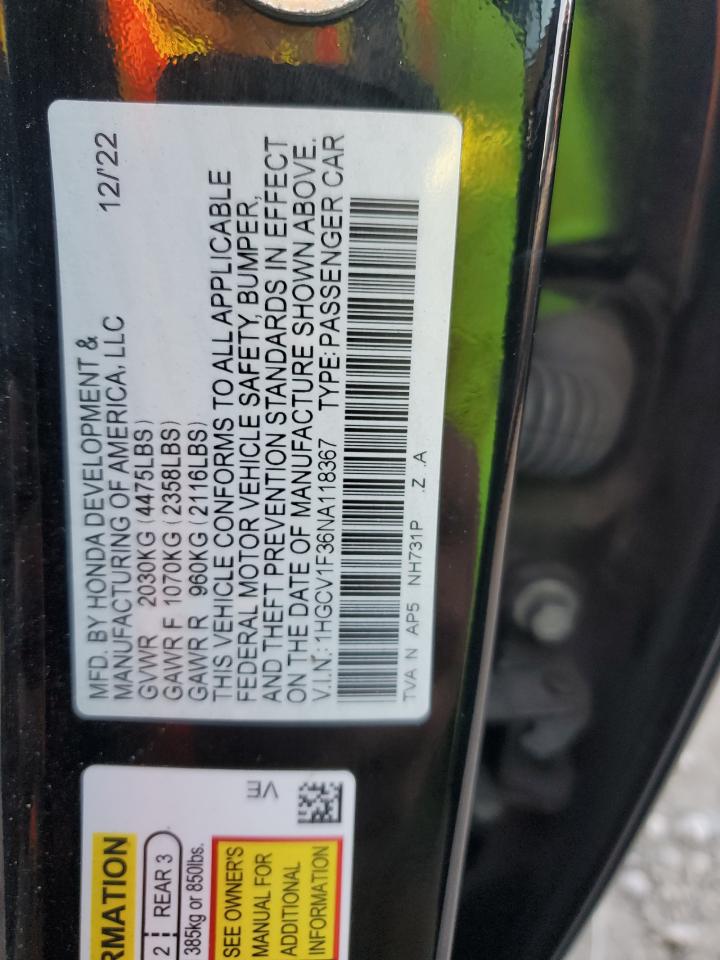 12/'22
MFD. BY HONDA DEVELOPMENT &
MANUFACTURING OF AMERICA, LLC
GVWR 2030KG (4475LBS)
GAWR F 1070KG (2358LBS)
GAWR R 960KG (2116LBS)
THIS VEHICLE CONFORMS TO ALL APPLICABLE
FEDERAL MOTOR VEHICLE SAFETY, BUMPER,
AND THEFT PREVENTION STANDARDS IN EFFECT
ON THE DATE OF MANUFACTURE SHOWN ABOVE.
V.I.N.: 1HGCV1F36NA118367 TYPE: PASSENGER CAR
TVA N AP5 NH731P .Z .A
VE
RMATION
2 REAR 3
385kg or 850lbs.
SEE OWNER'S
MANUAL FOR
ADDITIONAL
INFORMATION